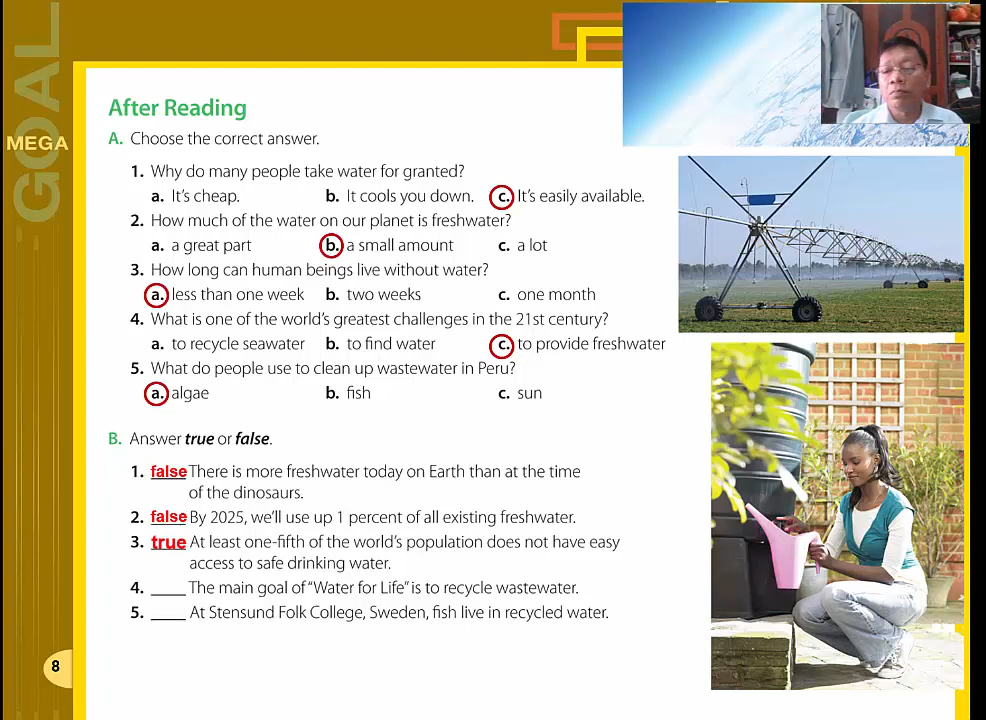 MEGA
GOAL
After Reading
A. Choose the correct answer.
1. Why do many people take water for granted?
a. It's cheap. b. It cools you down. c. It's easily available.
2. How much of the water on our planet is freshwater?
a. a great part b. a small amount c. a lot
3. How long can human beings live without water?
a. less than one week b. two weeks c. one month
4. What is one of the world's greatest challenges in the 21st century?
a. to recycle seawater b. to find water c. to provide freshwater
5. What do people use to clean up wastewater in Peru?
a. algae b. fish c. sun
B. Answer true or false.
1. false There is more freshwater today on Earth than at the time
of the dinosaurs.
2. false By 2025, we'll use up 1 percent of all existing freshwater.
3. true At least one-fifth of the world's population does not have easy
access to safe drinking water.
4. ____ The main goal of "Water for Life" is to recycle wastewater.
5. ____ At Stensund Folk College, Sweden, fish live in recycled water.
8